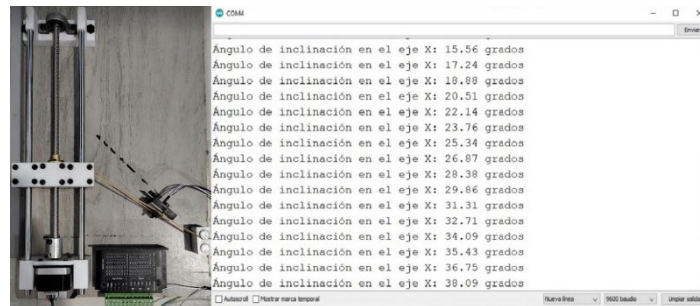 COM4
Enviar
Ángulo de inclinación en el eje X: 15.56 grados
Ángulo de inclinación en el eje X: 17.24 grados
Ángulo de inclinación en el eje X: 18.88 grados
Ángulo de inclinación en el eje X: 20.51 grados
Ángulo de inclinación en el eje X: 22.14 grados
Ángulo de inclinación en el eje X: 23.76 grados
Ángulo de inclinación en el eje X: 25.34 grados
Ángulo de inclinación en el eje X: 26.87 grados
Ángulo de inclinación en el eje X: 28.38 grados
Ángulo de inclinación en el eje X: 29.86 grados
Ángulo de inclinación en el eje X: 31.31 grados
Ángulo de inclinación en el eje X: 32.71 grados
Ángulo de inclinación en el eje X: 34.09 grados
Ángulo de inclinación en el eje X: 35.43 grados
Ángulo de inclinación en el eje X: 36.75 grados
Ángulo de inclinación en el eje X: 38.09 grados
Autoscroll Mostrar marca temporal Nueva línea 9600 baudio Limpiar